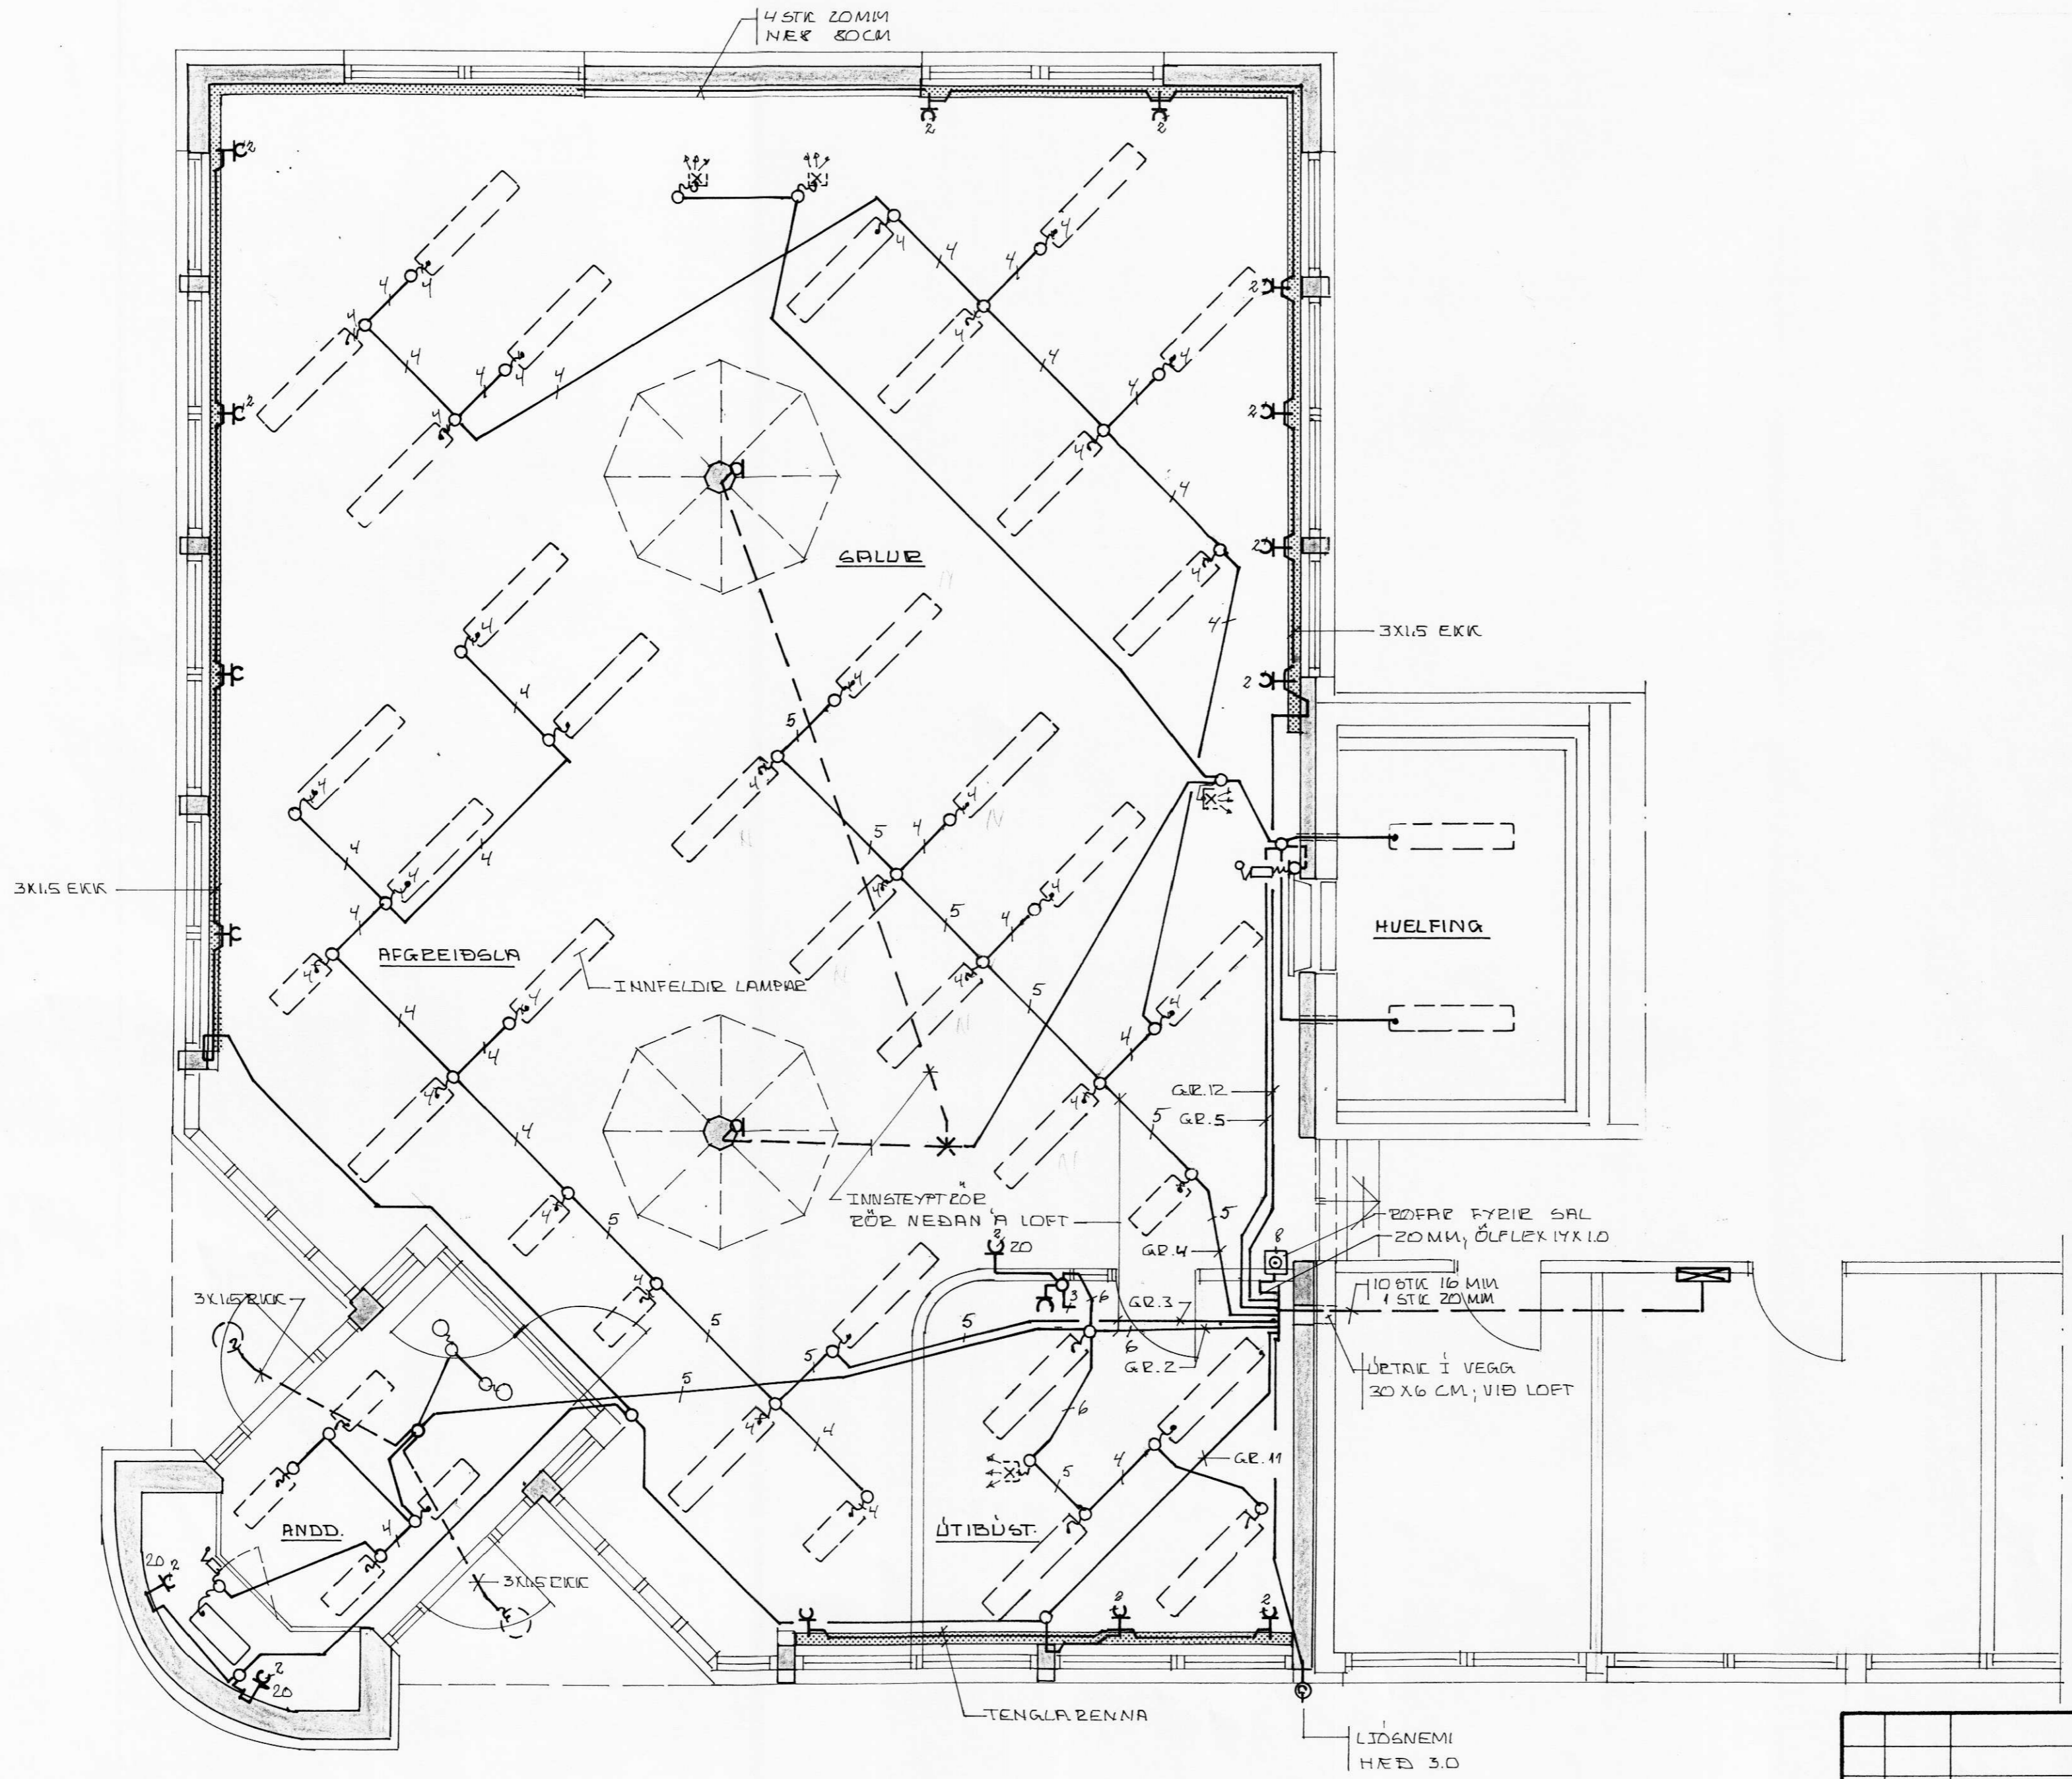 4 STK 20MM
NEÐ 80CM
SALUR
3X1.5 EKK
3X1.5 EKK
HVELFING
AFGREIÐSLA
INNFELDIR LAMPAR
GR.12
GR.5
INNSTEYPT RÖR
RÖR NEÐAN Á LOFT
GR.4
ROFAR FYRIR SAL
20 MM; ÖLFLEX 14X1.0
10 STK 16 MM
1 STK 20 MM
GR.3
GR.2
ÚRTAK Í VEGG
30 X6 CM; VIÐ LOFT
3X1.5 EKK
GR.11
ANDD.
ÚTIBÚST.
3X1.5 EKK
TENGLARENNA
LJÓSNEMI
HÆÐ 3.0